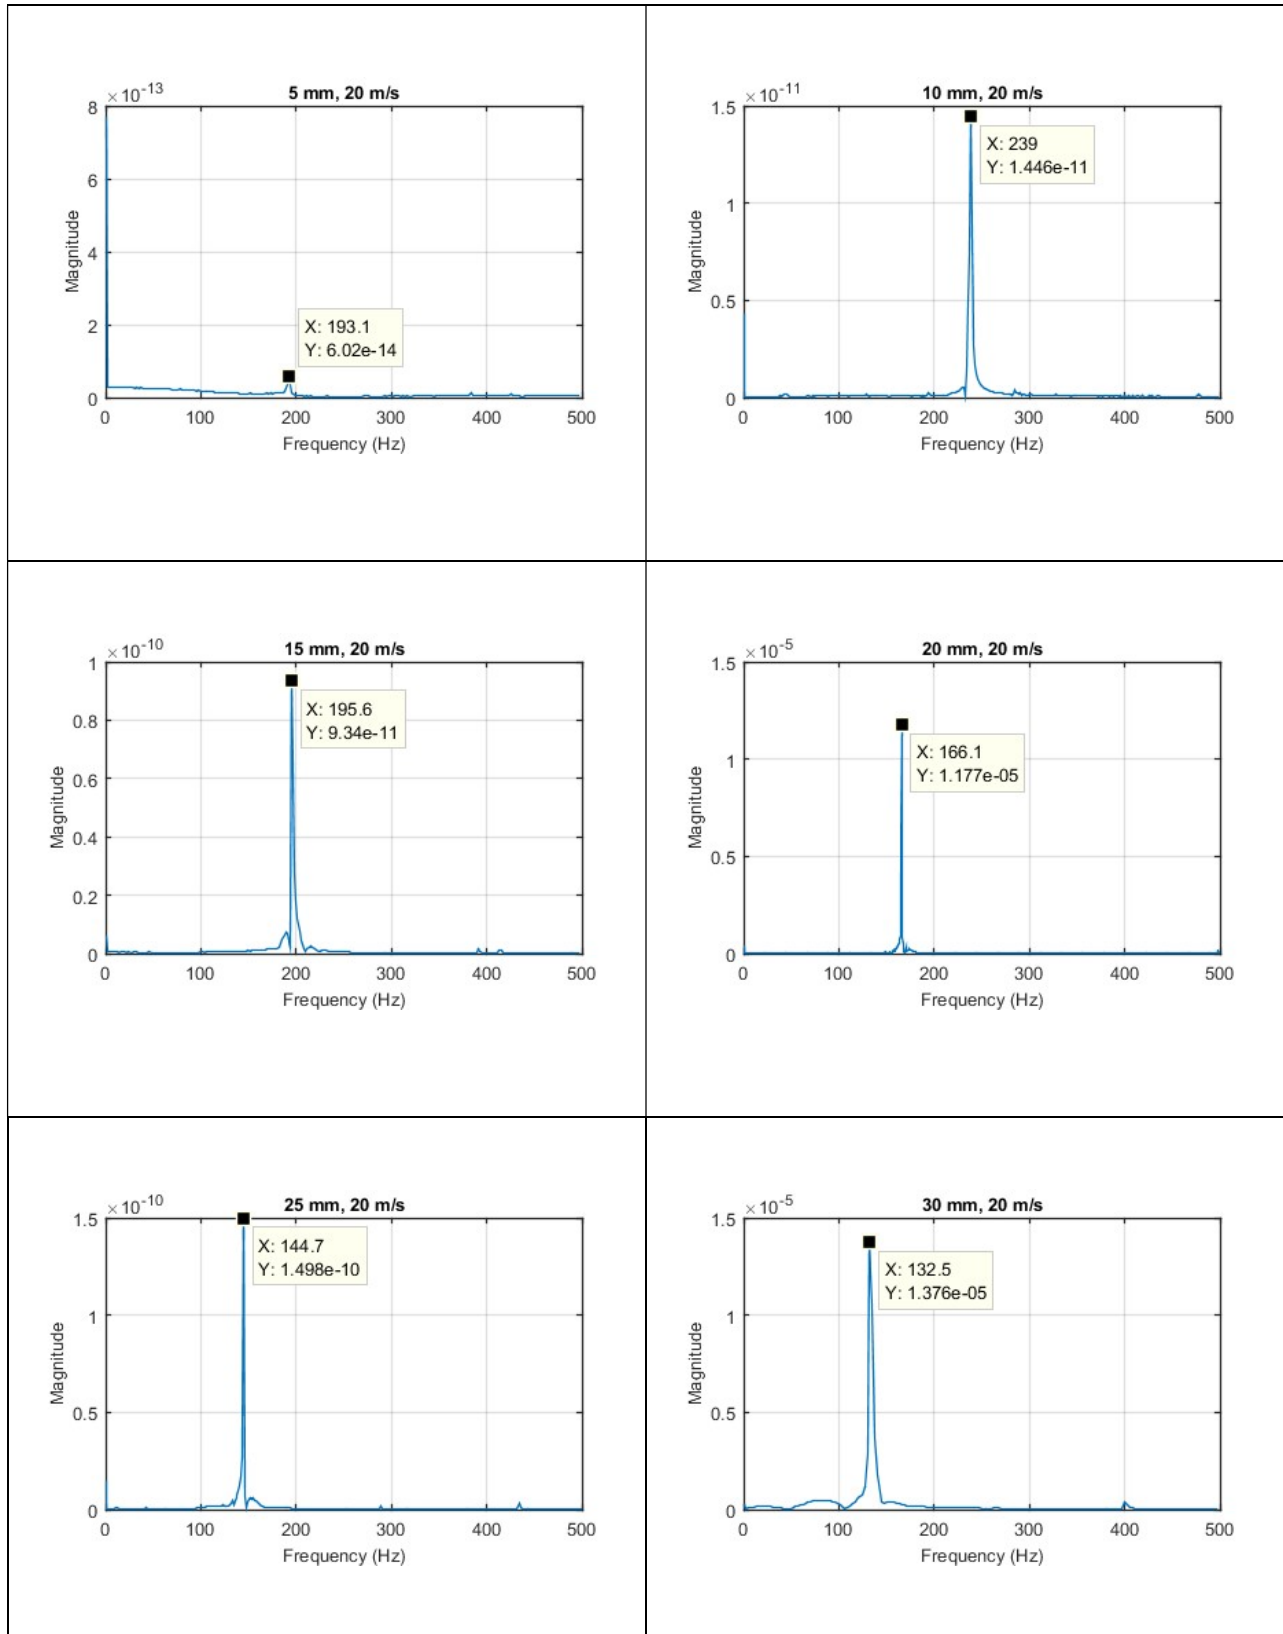 5 mm, 20 m/s
×10-13
8
6
4
2
0
Magnitude
X: 193.1
Y: 6.02e-14
0 100 200 300 400 500
Frequency (Hz)
10 mm, 20 m/s
×10-11
1.5
1
0.5
0
Magnitude
X: 239
Y: 1.446e-11
0 100 200 300 400 500
Frequency (Hz)
15 mm, 20 m/s
×10-10
1
0.8
0.6
0.4
0.2
0
Magnitude
X: 195.6
Y: 9.34e-11
0 100 200 300 400 500
Frequency (Hz)
20 mm, 20 m/s
×10-5
1.5
1
0.5
0
Magnitude
X: 166.1
Y: 1.177e-05
0 100 200 300 400 500
Frequency (Hz)
25 mm, 20 m/s
×10-10
1.5
1
0.5
0
Magnitude
X: 144.7
Y: 1.498e-10
0 100 200 300 400 500
Frequency (Hz)
30 mm, 20 m/s
×10-5
1.5
1
0.5
0
Magnitude
X: 132.5
Y: 1.376e-05
0 100 200 300 400 500
Frequency (Hz)